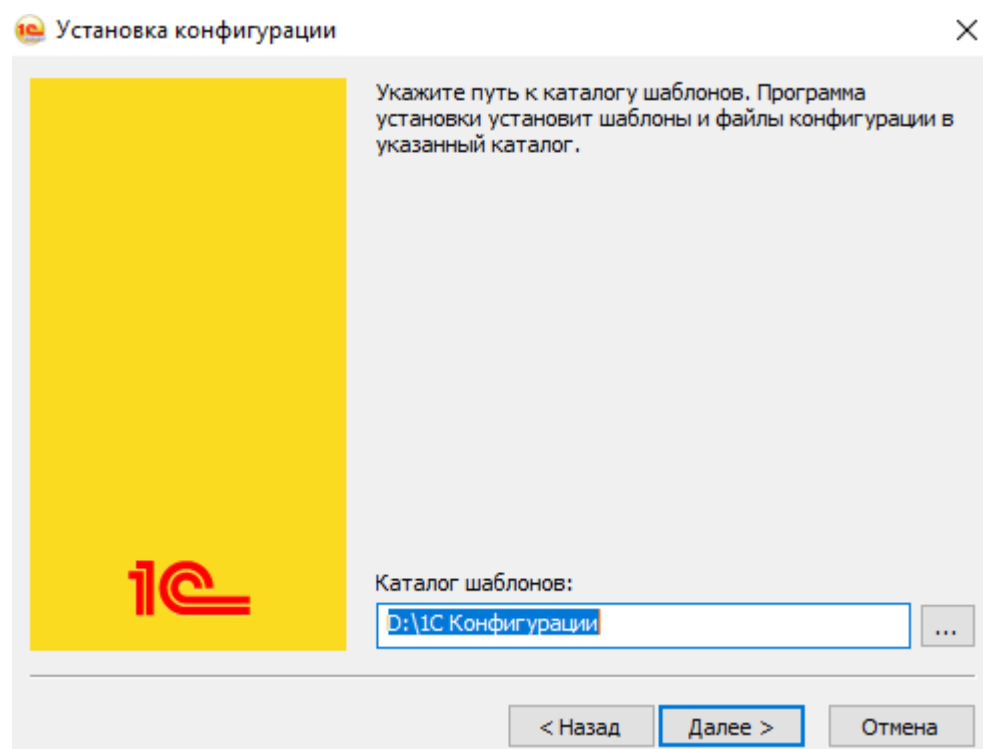 Установка конфигурации
Укажите путь к каталогу шаблонов. Программа
установки установит шаблоны и файлы конфигурации в
указанный каталог.
1С
Каталог шаблонов:
D:\1С Конфигурации
...
< Назад
Далее >
Отмена